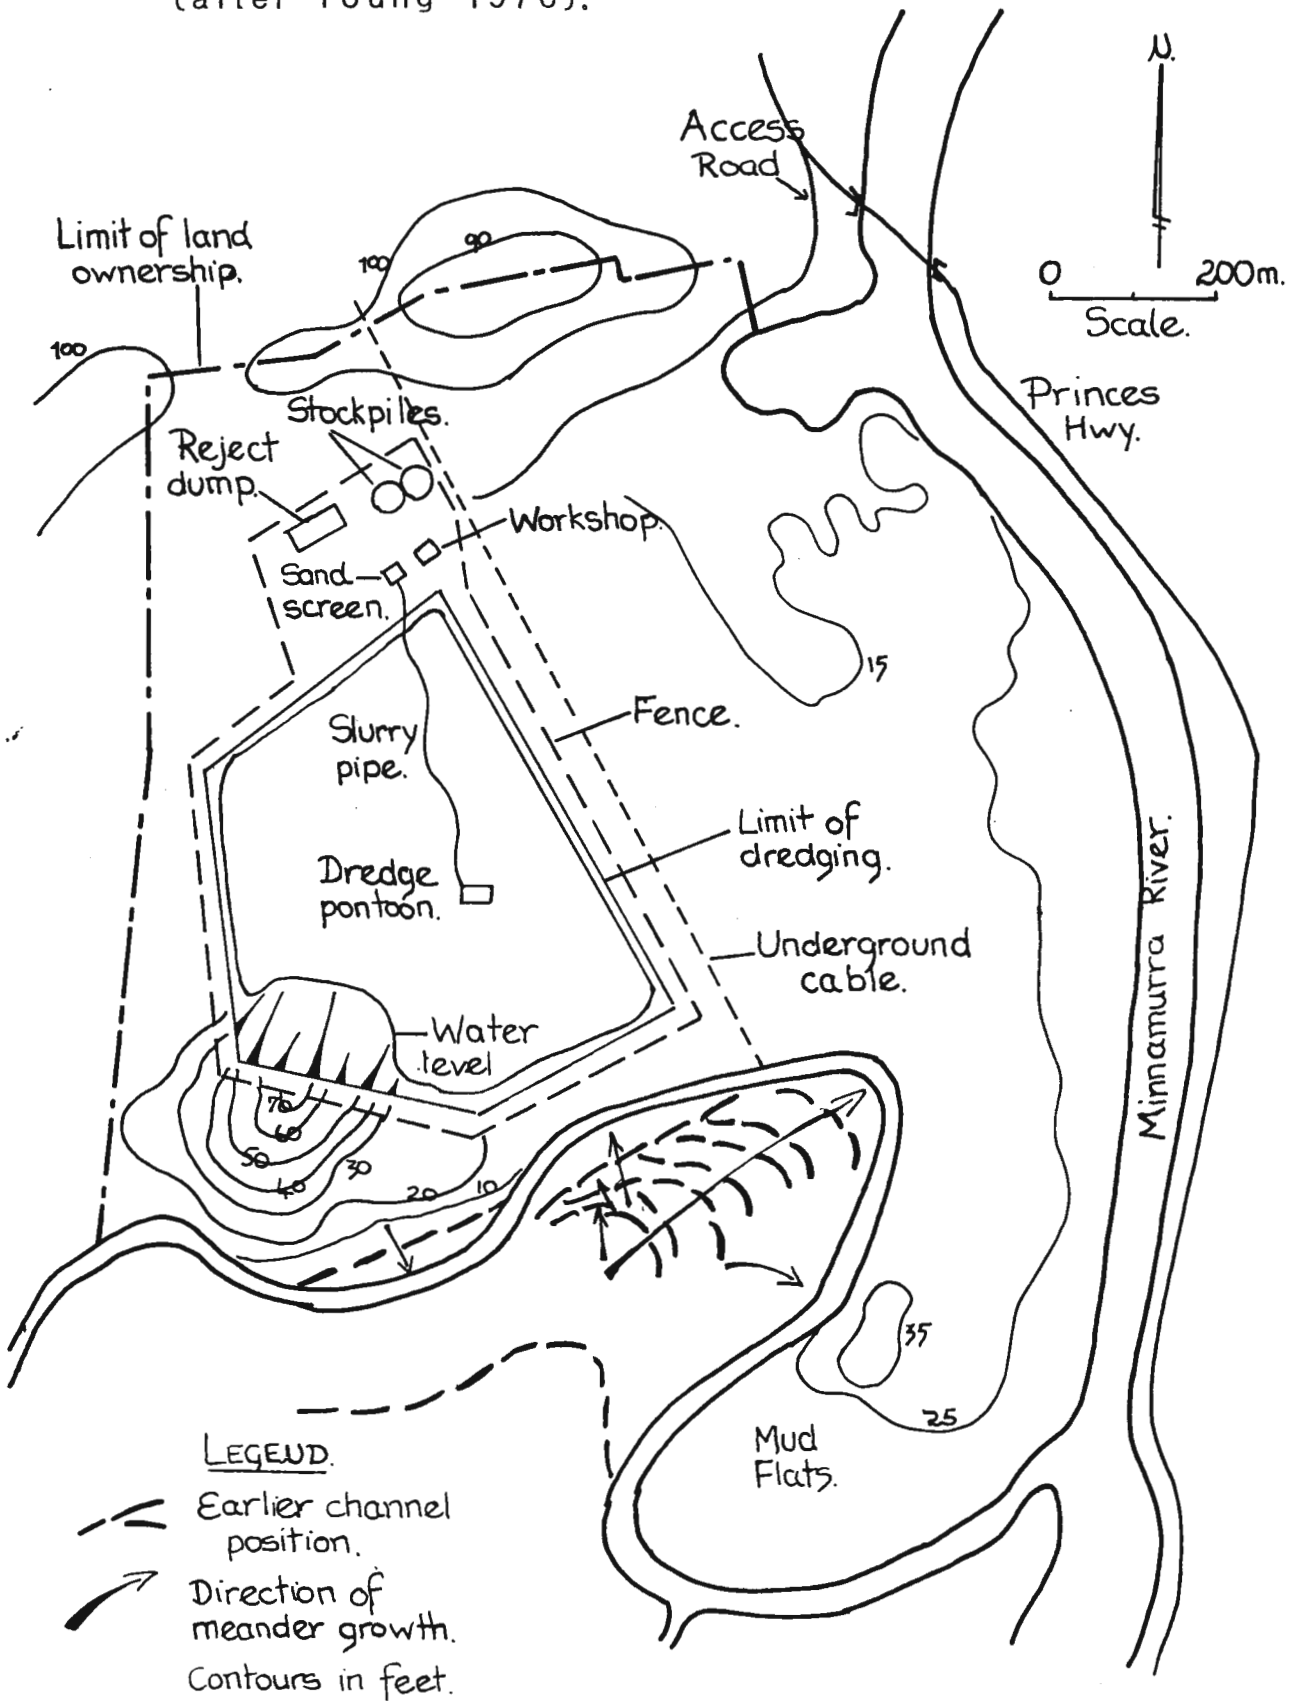 (after Young 1976).
N.
Access
Road
Limit of land
ownership.
90
100
0 200m.
Scale.
100
Princes
Hwy.
Stockpiles.
Reject
dump.
Workshop.
Sand
screen.
15
Fence.
Slurry
pipe.
Limit of
dredging.
Dredge
pontoon.
Minnamurra River.
Underground
cable.
Water
level
70
60
50
30
40
20
10
35
25
Mud
Flats.
LEGEND.
Earlier channel
position.
Direction of
meander growth.
Contours in feet.